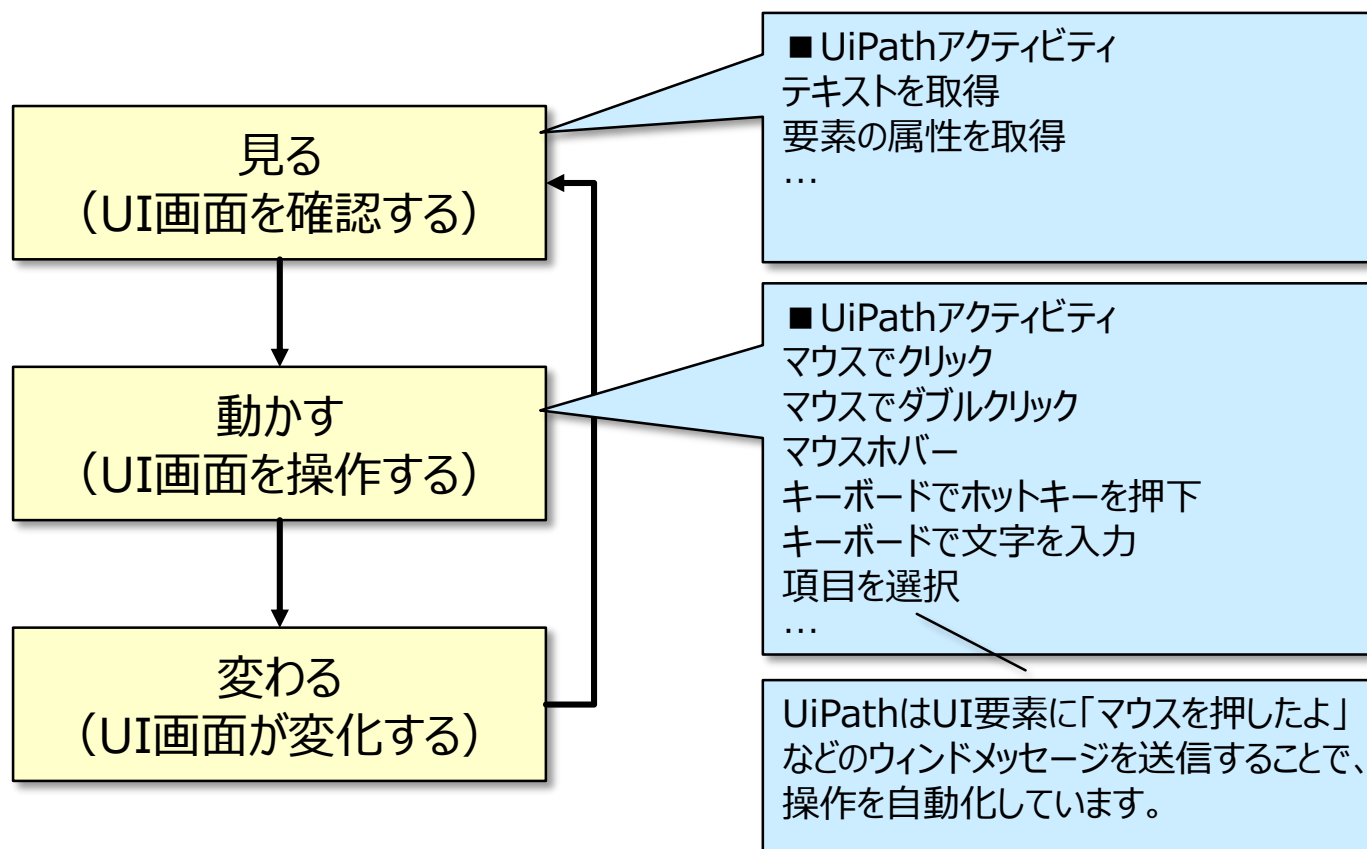 見る
（UI画面を確認する）
動かす
（UI画面を操作する）
変わる
（UI画面が変化する）
■UiPathアクティビティ
テキストを取得
要素の属性を取得
…
■UiPathアクティビティ
マウスでクリック
マウスでダブルクリック
マウスホバー
キーボードでホットキーを押下
キーボードで文字を入力
項目を選択
…
UiPathはUI要素に「マウスを押したよ」
などのウィンドメッセージを送信することで、
操作を自動化しています。